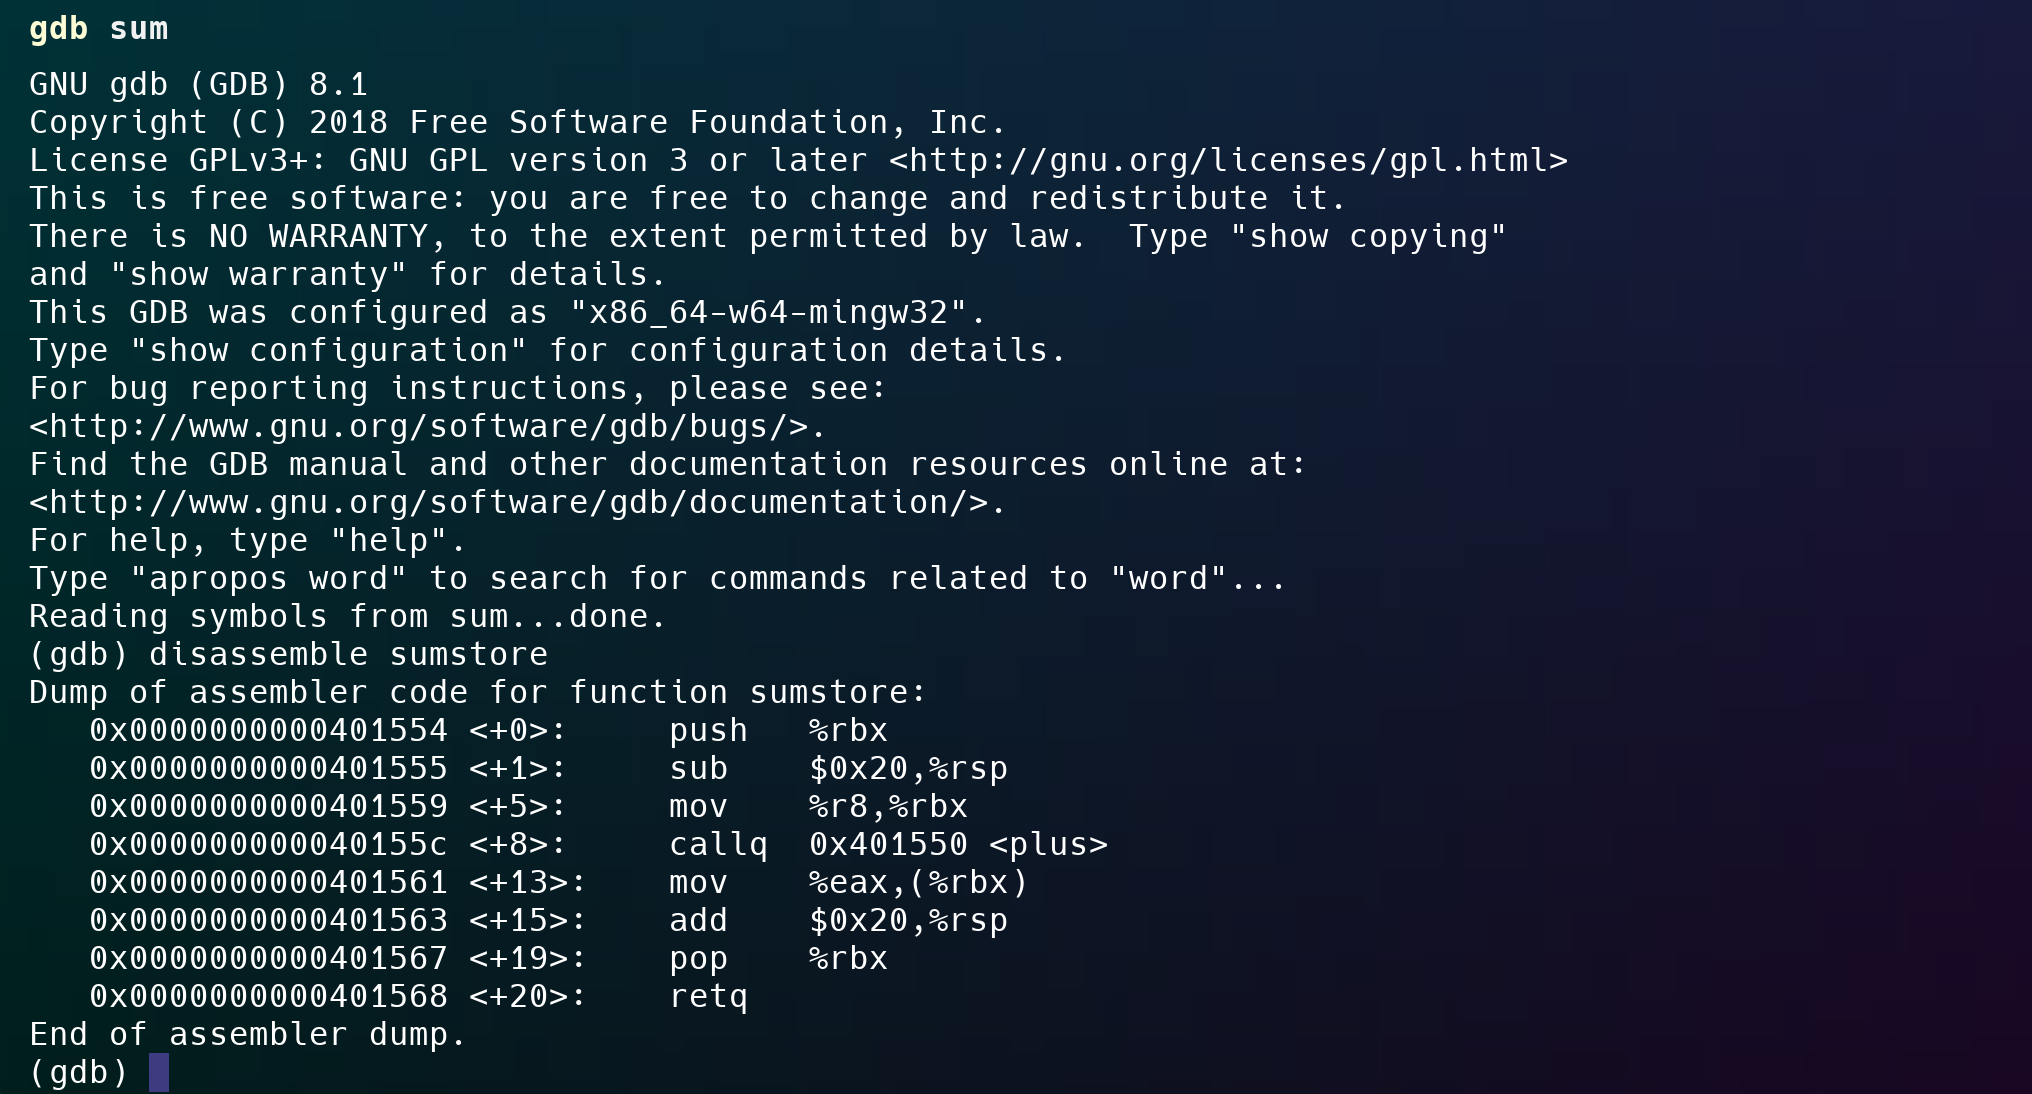 gdb sum
GNU gdb (GDB) 8.1
Copyright (C) 2018 Free Software Foundation, Inc.
License GPLv3+: GNU GPL version 3 or later <http://gnu.org/licenses/gpl.html>
This is free software: you are free to change and redistribute it.
There is NO WARRANTY, to the extent permitted by law.  Type "show copying"
and "show warranty" for details.
This GDB was configured as "x86_64-w64-mingw32".
Type "show configuration" for configuration details.
For bug reporting instructions, please see:
<http://www.gnu.org/software/gdb/bugs/>.
Find the GDB manual and other documentation resources online at:
<http://www.gnu.org/software/gdb/documentation/>.
For help, type "help".
Type "apropos word" to search for commands related to "word"...
Reading symbols from sum...done.
(gdb) disassemble sumstore
Dump of assembler code for function sumstore:
   0x0000000000401554 <+0>:     push   %rbx
   0x0000000000401555 <+1>:     sub    $0x20,%rsp
   0x0000000000401559 <+5>:     mov    %r8,%rbx
   0x000000000040155c <+8>:     callq  0x401550 <plus>
   0x0000000000401561 <+13>:    mov    %eax,(%rbx)
   0x0000000000401563 <+15>:    add    $0x20,%rsp
   0x0000000000401567 <+19>:    pop    %rbx
   0x0000000000401568 <+20>:    retq
End of assembler dump.
(gdb)